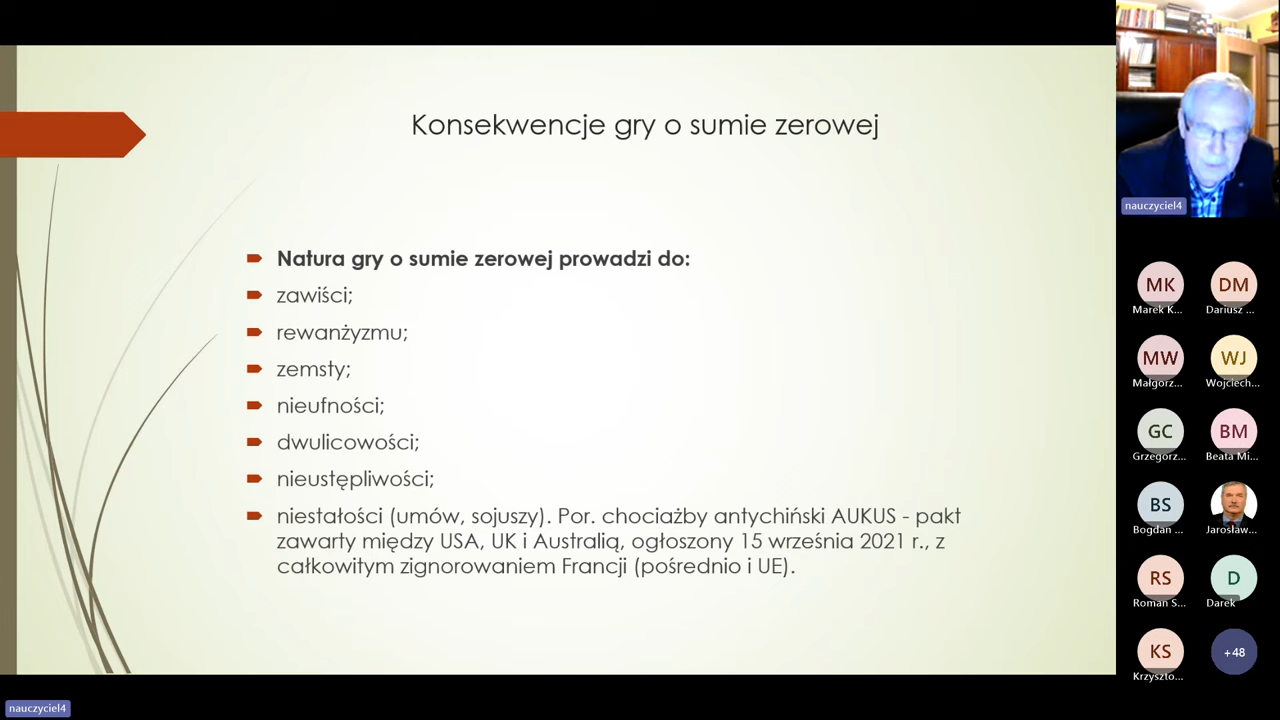 Konsekwencje gry o sumie zerowej
Natura gry o sumie zerowej prowadzi do:
zawiści;
rewanżyzmu;
zemsty;
nieufności;
dwulicowości;
nieustępliwości;
niestałości (umów, sojuszy). Por. chociażby antychiński AUKUS - pakt
zawarty między USA, UK i Australią, ogłoszony 15 września 2021 r., z
całkowitym zignorowaniem Francji (pośrednio i UE).
nauczyciel4
MK
Marek K...
DM
Dariusz ...
MW
Małgorz...
WJ
Wojciech...
GC
Grzegorz...
BM
Beata Mi...
BS
Bogdan ...
Jarosław...
RS
Roman S...
D
Darek
KS
Krzyszto...
+48
nauczyciel4